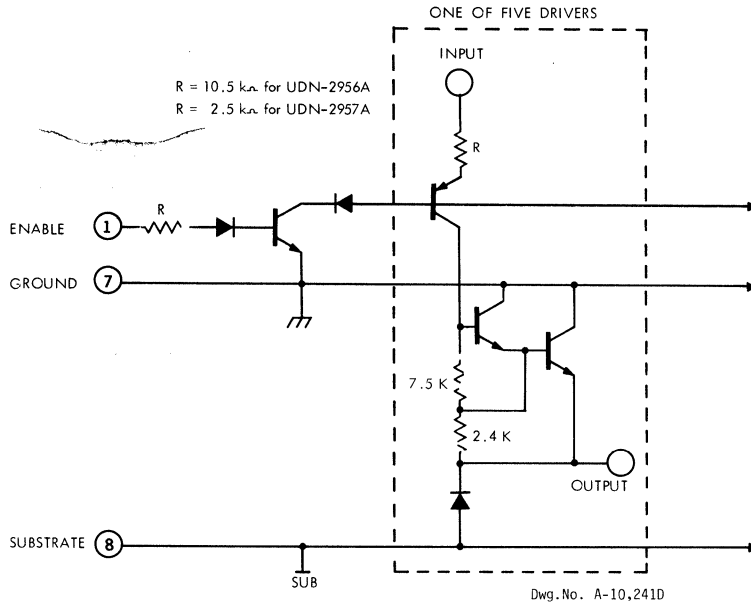 ONE OF FIVE DRIVERS
INPUT
R = 10.5 kΩ for UDN-2956A
R = 2.5 kΩ for UDN-2957A
R
R
ENABLE 1
GROUND 7
7.5 K
2.4 K
OUTPUT
SUBSTRATE 8
SUB
Dwg.No. A-10,241D